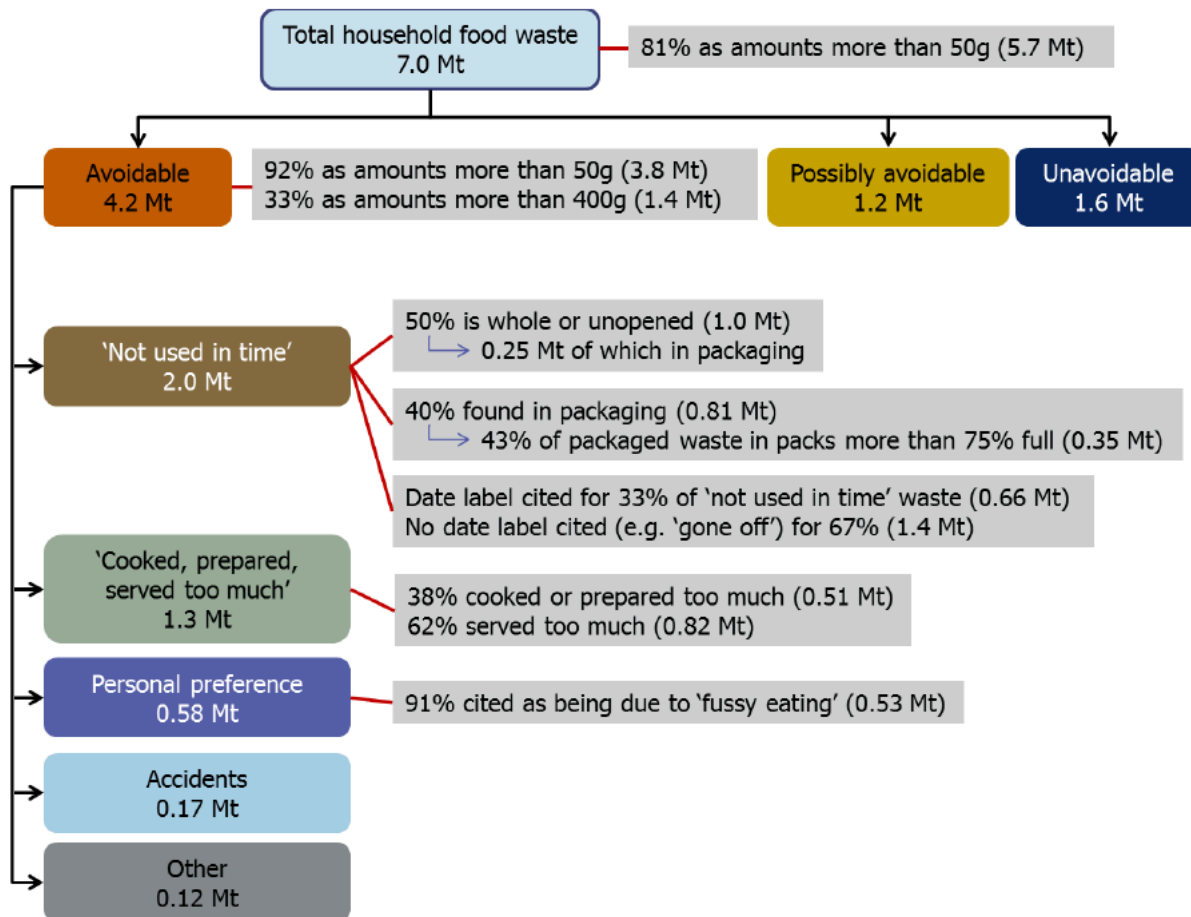 Total household food waste
7.0 Mt
81% as amounts more than 50g (5.7 Mt)
Avoidable
4.2 Mt
92% as amounts more than 50g (3.8 Mt)
33% as amounts more than 400g (1.4 Mt)
Possibly avoidable
1.2 Mt
Unavoidable
1.6 Mt
‘Not used in time’
2.0 Mt
50% is whole or unopened (1.0 Mt)
0.25 Mt of which in packaging
40% found in packaging (0.81 Mt)
43% of packaged waste in packs more than 75% full (0.35 Mt)
Date label cited for 33% of ‘not used in time’ waste (0.66 Mt)
No date label cited (e.g. ‘gone off’) for 67% (1.4 Mt)
‘Cooked, prepared,
served too much’
1.3 Mt
38% cooked or prepared too much (0.51 Mt)
62% served too much (0.82 Mt)
Personal preference
0.58 Mt
91% cited as being due to ‘fussy eating’ (0.53 Mt)
Accidents
0.17 Mt
Other
0.12 Mt